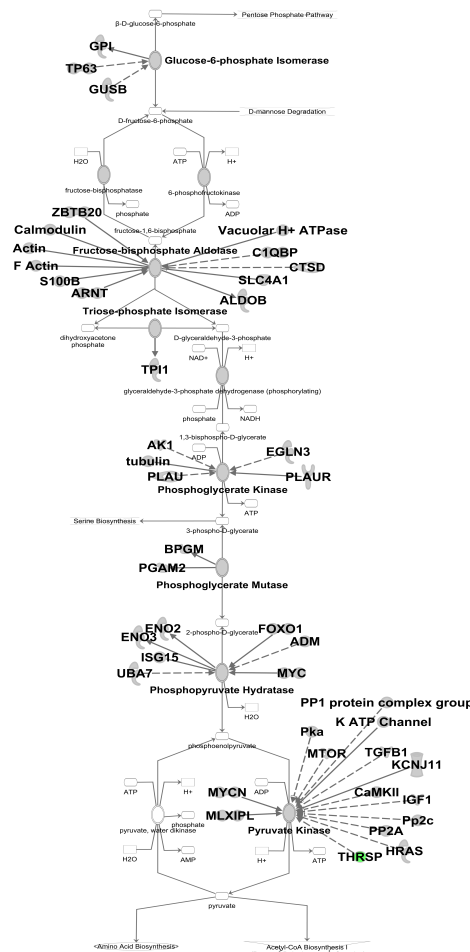 β-D-glucose-6-phosphate
Pentose Phosphate Pathway
GPI
TP63
Glucose-6-phosphate Isomerase
GUSB
D-mannose Degradation
D-fructose-6-phosphate
H2O
ATP
H+
fructose-bisphosphatase
6-phosphofructokinase
phosphate
ADP
ZBTB20
fructose-1,6-bisphosphate
Calmodulin
Vacuolar H+ ATPase
Actin
Fructose-bisphosphate Aldolase
C1QBP
F Actin
CTSD
S100B
SLC4A1
ARNT
ALDOB
Triose-phosphate Isomerase
dihydroxyacetone
phosphate
D-glyceraldehyde-3-phosphate
NAD+
H+
TPI1
glyceraldehyde-3-phosphate dehydrogenase (phosphorylating)
phosphate
NADH
1,3-bisphospho-D-glycerate
AK1
ADP
EGLN3
tubulin
PLAU
PLAUR
Phosphoglycerate Kinase
ATP
Serine Biosynthesis
3-phospho-D-glycerate
BPGM
PGAM2
Phosphoglycerate Mutase
2-phospho-D-glycerate
ENO2
FOXO1
ENO3
ADM
ISG15
UBA7
MYC
Phosphopyruvate Hydratase
H2O
PP1 protein complex group
K ATP Channel
Pka
phosphoenolpyruvate
MTOR
TGFB1
KCNJ11
ATP
H+
ADP
MYCN
CaMKII
IGF1
MLXIPL
phosphate
Pp2c
pyruvate, water dikinase
Pyruvate Kinase
PP2A
H2O
AMP
H+
ATP
HRAS
THRSP
pyruvate
Amino Acid Biosynthesis
Acetyl-CoA Biosynthesis I